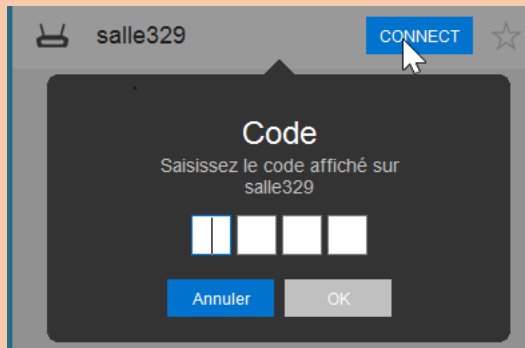 salle329
CONNECT
Code
Saisissez le code affiché sur
salle329
Annuler
OK